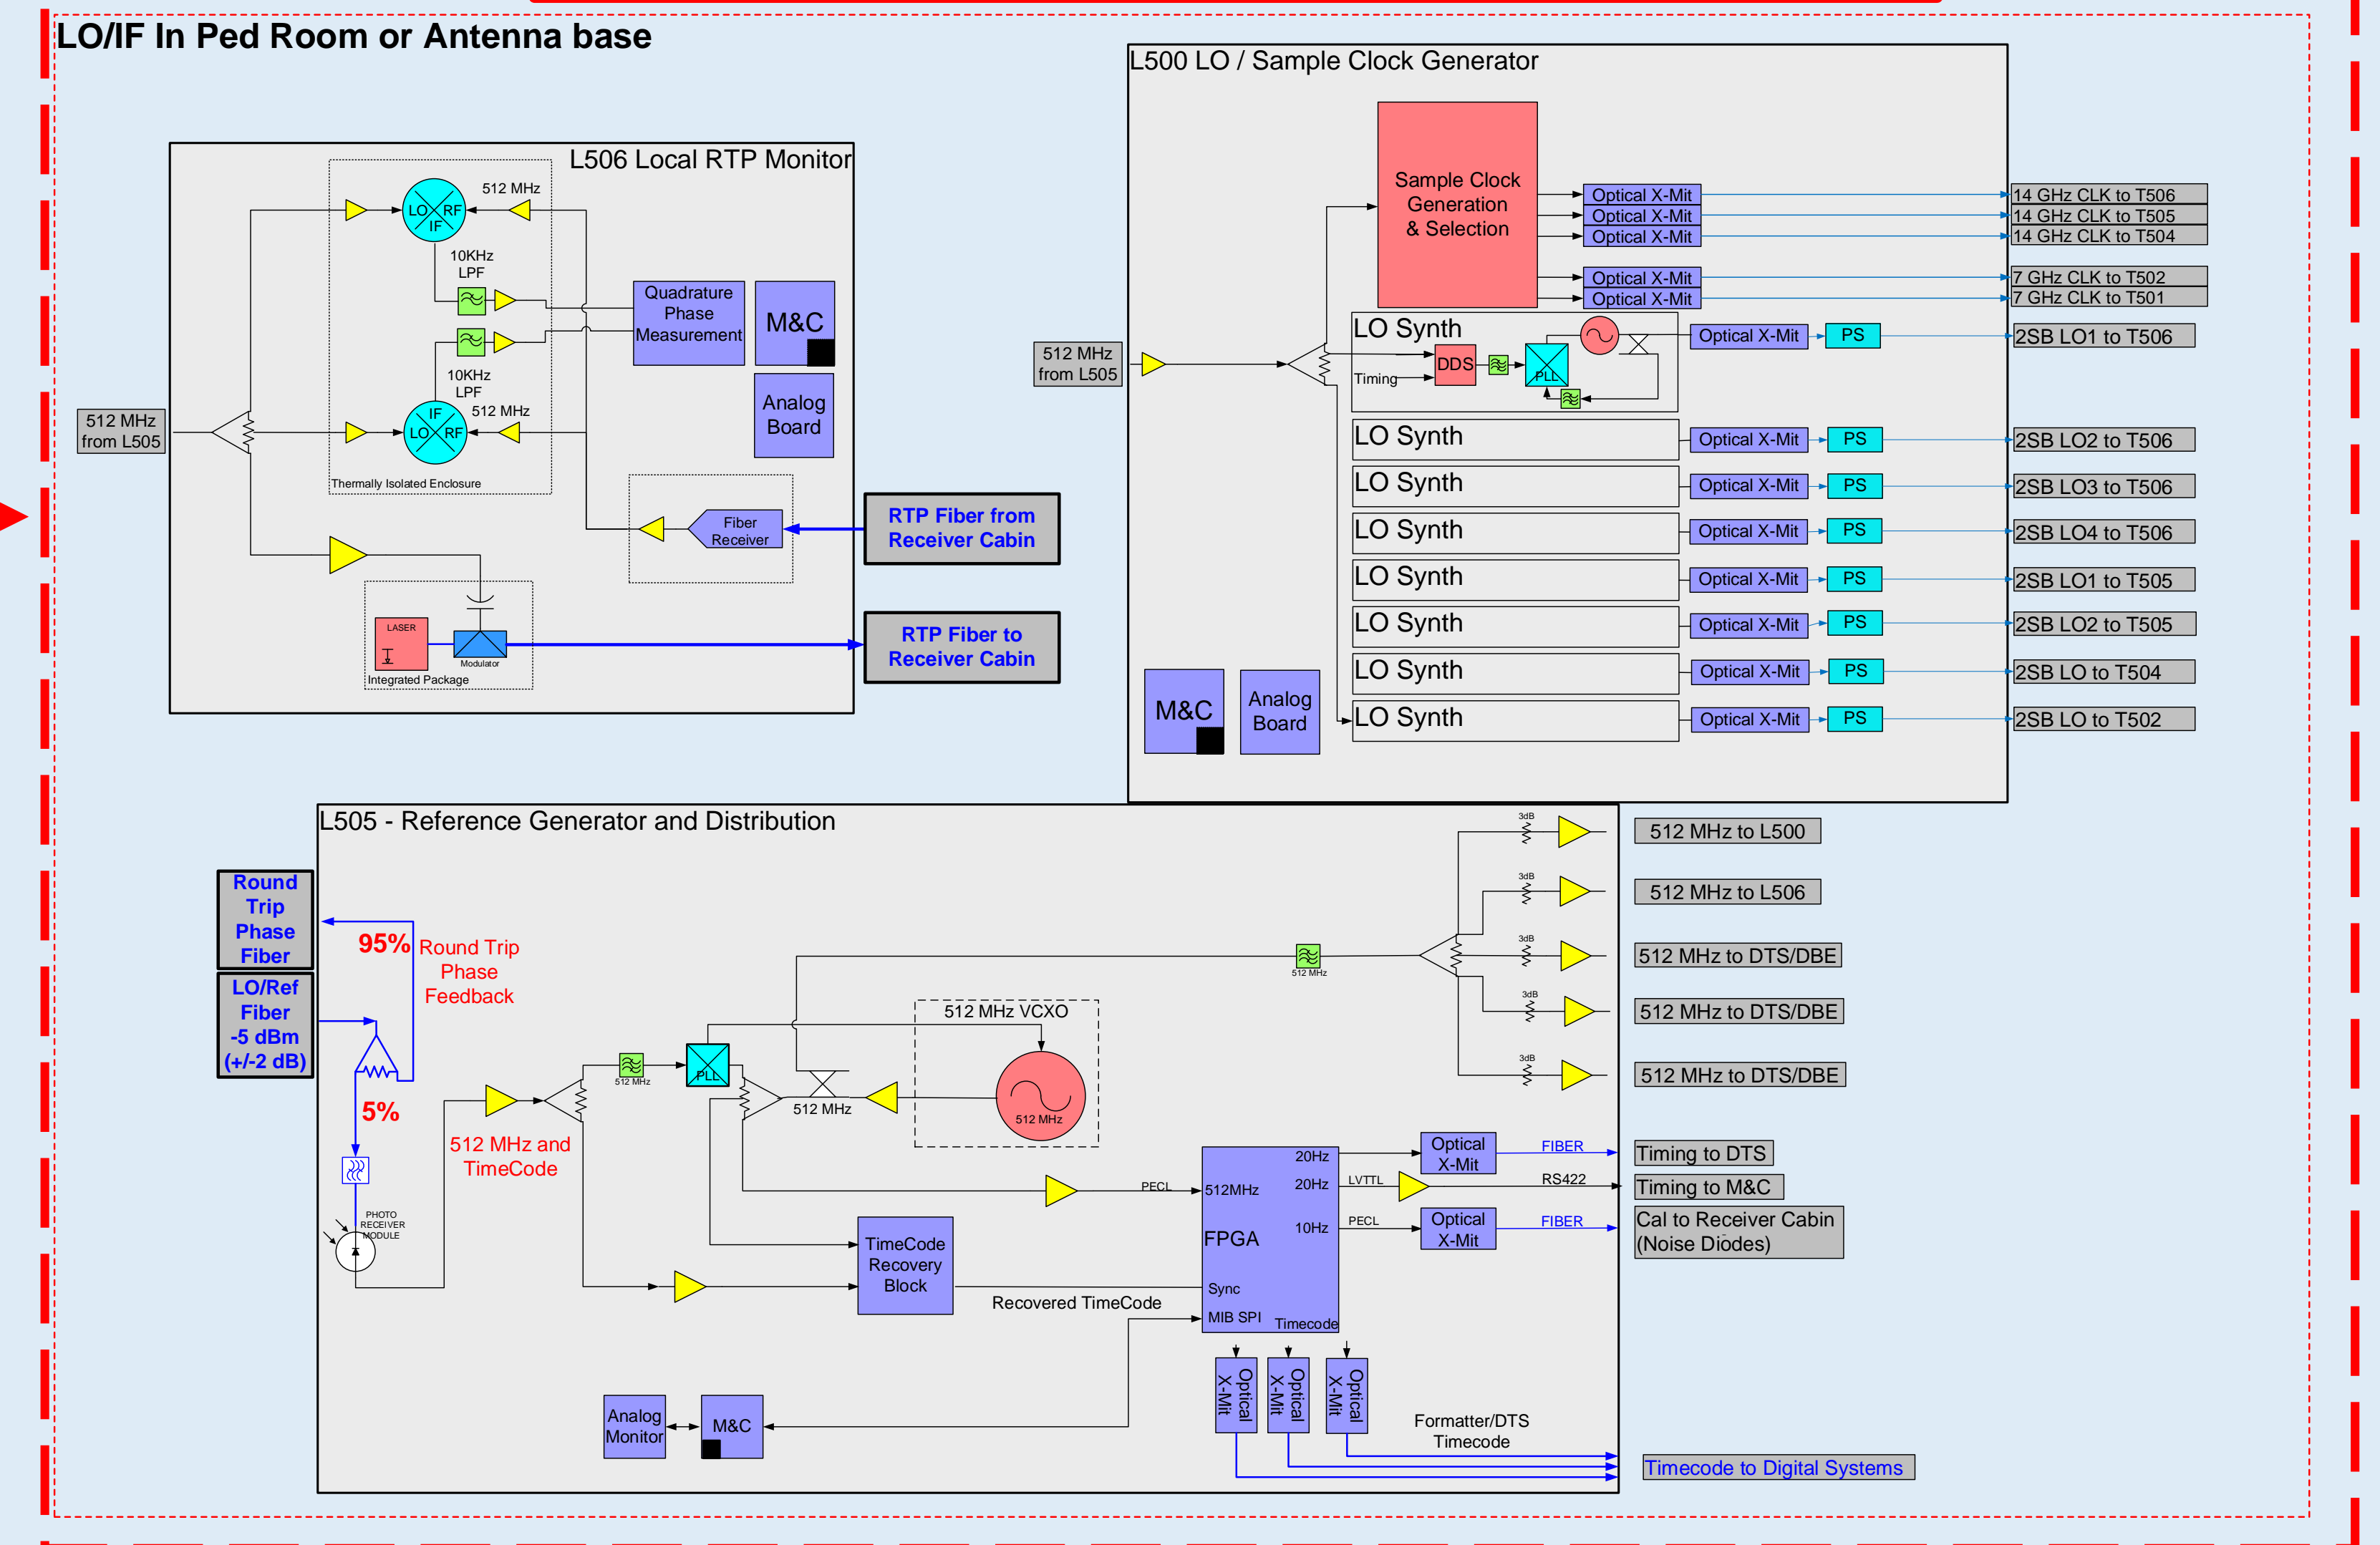 LO/IF In Ped Room or Antenna base
L506 Local RTP Monitor
512 MHz
from L505
LO
RF
IF
512 MHz
10KHz
LPF
10KHz
LPF
IF
LO
RF
512 MHz
Thermally Isolated Enclosure
Quadrature
Phase
Measurement
M&C
Analog
Board
Fiber
Receiver
RTP Fiber from
Receiver Cabin
RTP Fiber to
Receiver Cabin
LASER
Modulator
Integrated Package
L500 LO / Sample Clock Generator
512 MHz
from L505
Sample Clock
Generation
& Selection
Optical X-Mit
14 GHz CLK to T506
Optical X-Mit
14 GHz CLK to T505
Optical X-Mit
14 GHz CLK to T504
Optical X-Mit
7 GHz CLK to T502
Optical X-Mit
7 GHz CLK to T501
LO Synth
Timing
DDS
PLL
Optical X-Mit
PS
2SB LO1 to T506
LO Synth
Optical X-Mit
PS
2SB LO2 to T506
LO Synth
Optical X-Mit
PS
2SB LO3 to T506
LO Synth
Optical X-Mit
PS
2SB LO4 to T506
LO Synth
Optical X-Mit
PS
2SB LO1 to T505
LO Synth
Optical X-Mit
PS
2SB LO2 to T505
LO Synth
Optical X-Mit
PS
2SB LO to T504
LO Synth
Optical X-Mit
PS
2SB LO to T502
M&C
Analog
Board
L505 - Reference Generator and Distribution
Round
Trip
Phase
Fiber
LO/Ref
Fiber
-5 dBm
(+/-2 dB)
95%
Round Trip
Phase
Feedback
5%
PHOTO
RECEIVER
MODULE
512 MHz and
TimeCode
512 MHz
PLL
512 MHz
512 MHz VCXO
512 MHz
512 MHz
3dB
512 MHz to L500
3dB
512 MHz to L506
3dB
512 MHz to DTS/DBE
3dB
512 MHz to DTS/DBE
3dB
512 MHz to DTS/DBE
TimeCode
Recovery
Block
Recovered TimeCode
PECL
512MHz
FPGA
Sync
MIB SPI
Timecode
20Hz
20Hz
10Hz
Optical
X-Mit
FIBER
Timing to DTS
LVTTL
RS422
Timing to M&C
PECL
Optical
X-Mit
FIBER
Cal to Receiver Cabin
(Noise Diodes)
Optical
X-Mit
Optical
X-Mit
Optical
X-Mit
Formatter/DTS
Timecode
Timecode to Digital Systems
Analog
Monitor
M&C